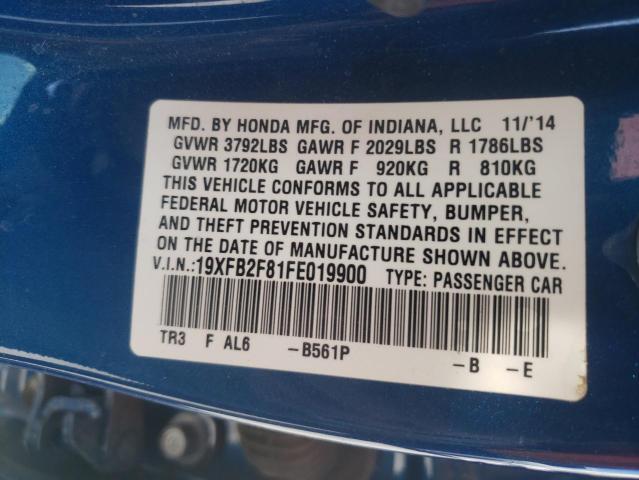 MFD. BY HONDA MFG. OF INDIANA, LLC 11/'14
GVWR 3792LBS GAWR F 2029LBS R 1786LBS
GVWR 1720KG GAWR F 920KG R 810KG
THIS VEHICLE CONFORMS TO ALL APPLICABLE
FEDERAL MOTOR VEHICLE SAFETY, BUMPER,
AND THEFT PREVENTION STANDARDS IN EFFECT
ON THE DATE OF MANUFACTURE SHOWN ABOVE.
V.I.N.:19XFB2F81FE019900 TYPE: PASSENGER CAR
TR3 F AL6 -B561P -B -E